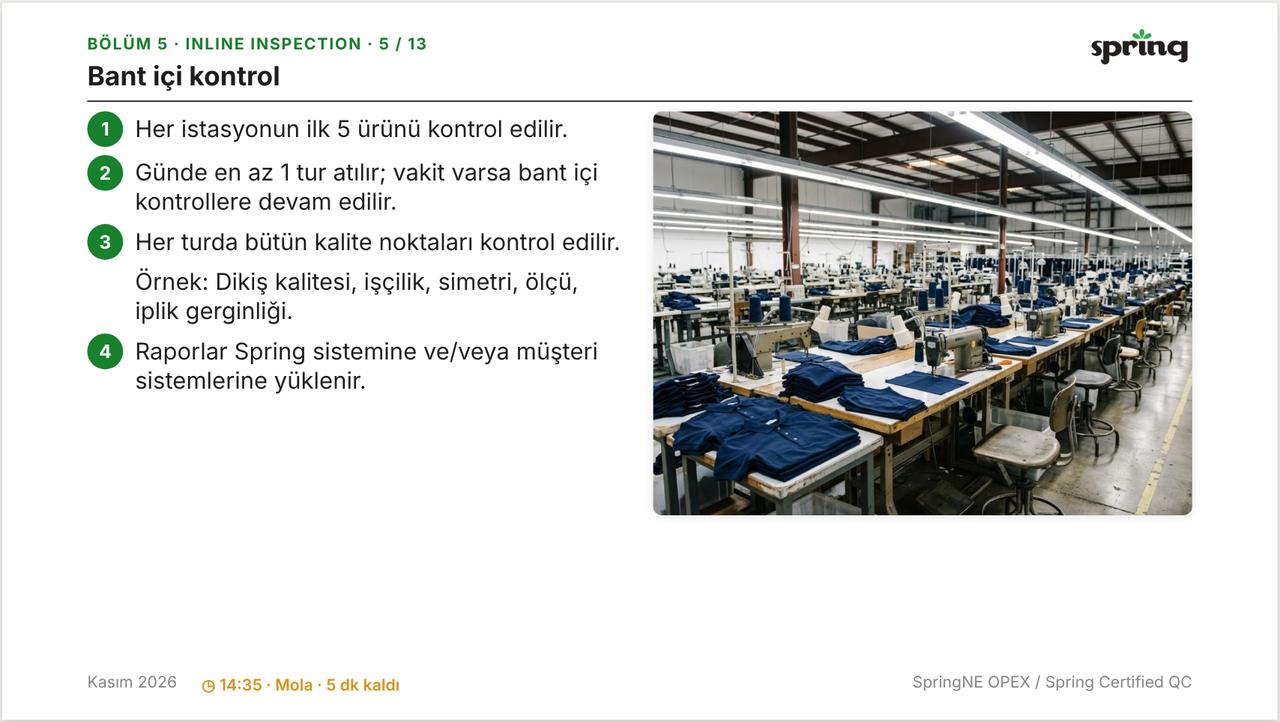 BÖLÜM 5 · INLINE INSPECTION · 5 / 13
spring
Bant içi kontrol
1 Her istasyonun ilk 5 ürünü kontrol edilir.
2 Günde en az 1 tur atılır; vakit varsa bant içi
kontrollere devam edilir.
3 Her turda bütün kalite noktaları kontrol edilir.
Örnek: Dikiş kalitesi, işçilik, simetri, ölçü,
iplik gerginliği.
4 Raporlar Spring sistemine ve/veya müşteri
sistemlerine yüklenir.
Kasım 2026
14:35 · Mola · 5 dk kaldı
SpringNE OPEX / Spring Certified QC